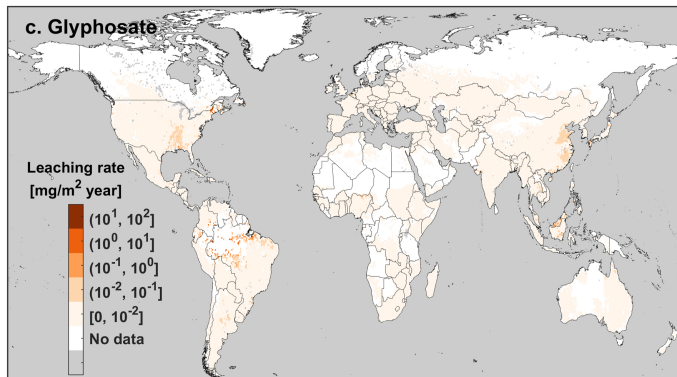 c. Glyphosate
Leaching rate
[mg/m² year]
(10¹, 10²]
(10⁰, 10¹]
(10⁻¹, 10⁰]
(10⁻², 10⁻¹]
[0, 10⁻²]
No data